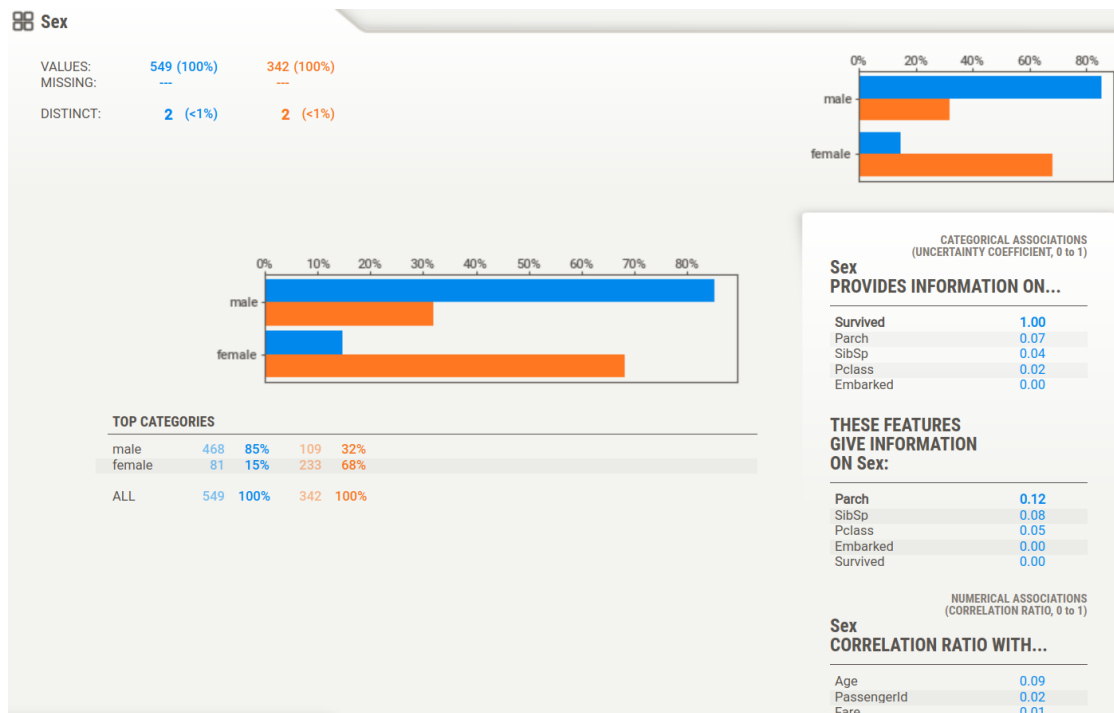 Sex
VALUES: 549 (100%) 342 (100%)
MISSING: --- ---
DISTINCT: 2 (<1%) 2 (<1%)
0% 20% 40% 60% 80%
male
female
0% 10% 20% 30% 40% 50% 60% 70% 80%
male
female
TOP CATEGORIES
male 468 85% 109 32%
female 81 15% 233 68%
ALL 549 100% 342 100%
CATEGORICAL ASSOCIATIONS
(UNCERTAINTY COEFFICIENT, 0 to 1)
Sex
PROVIDES INFORMATION ON...
Survived 1.00
Parch 0.07
SibSp 0.04
Pclass 0.02
Embarked 0.00
THESE FEATURES
GIVE INFORMATION
ON Sex:
Parch 0.12
SibSp 0.08
Pclass 0.05
Embarked 0.00
Survived 0.00
NUMERICAL ASSOCIATIONS
(CORRELATION RATIO, 0 to 1)
Sex
CORRELATION RATIO WITH...
Age 0.09
PassengerId 0.02
Fare 0.01